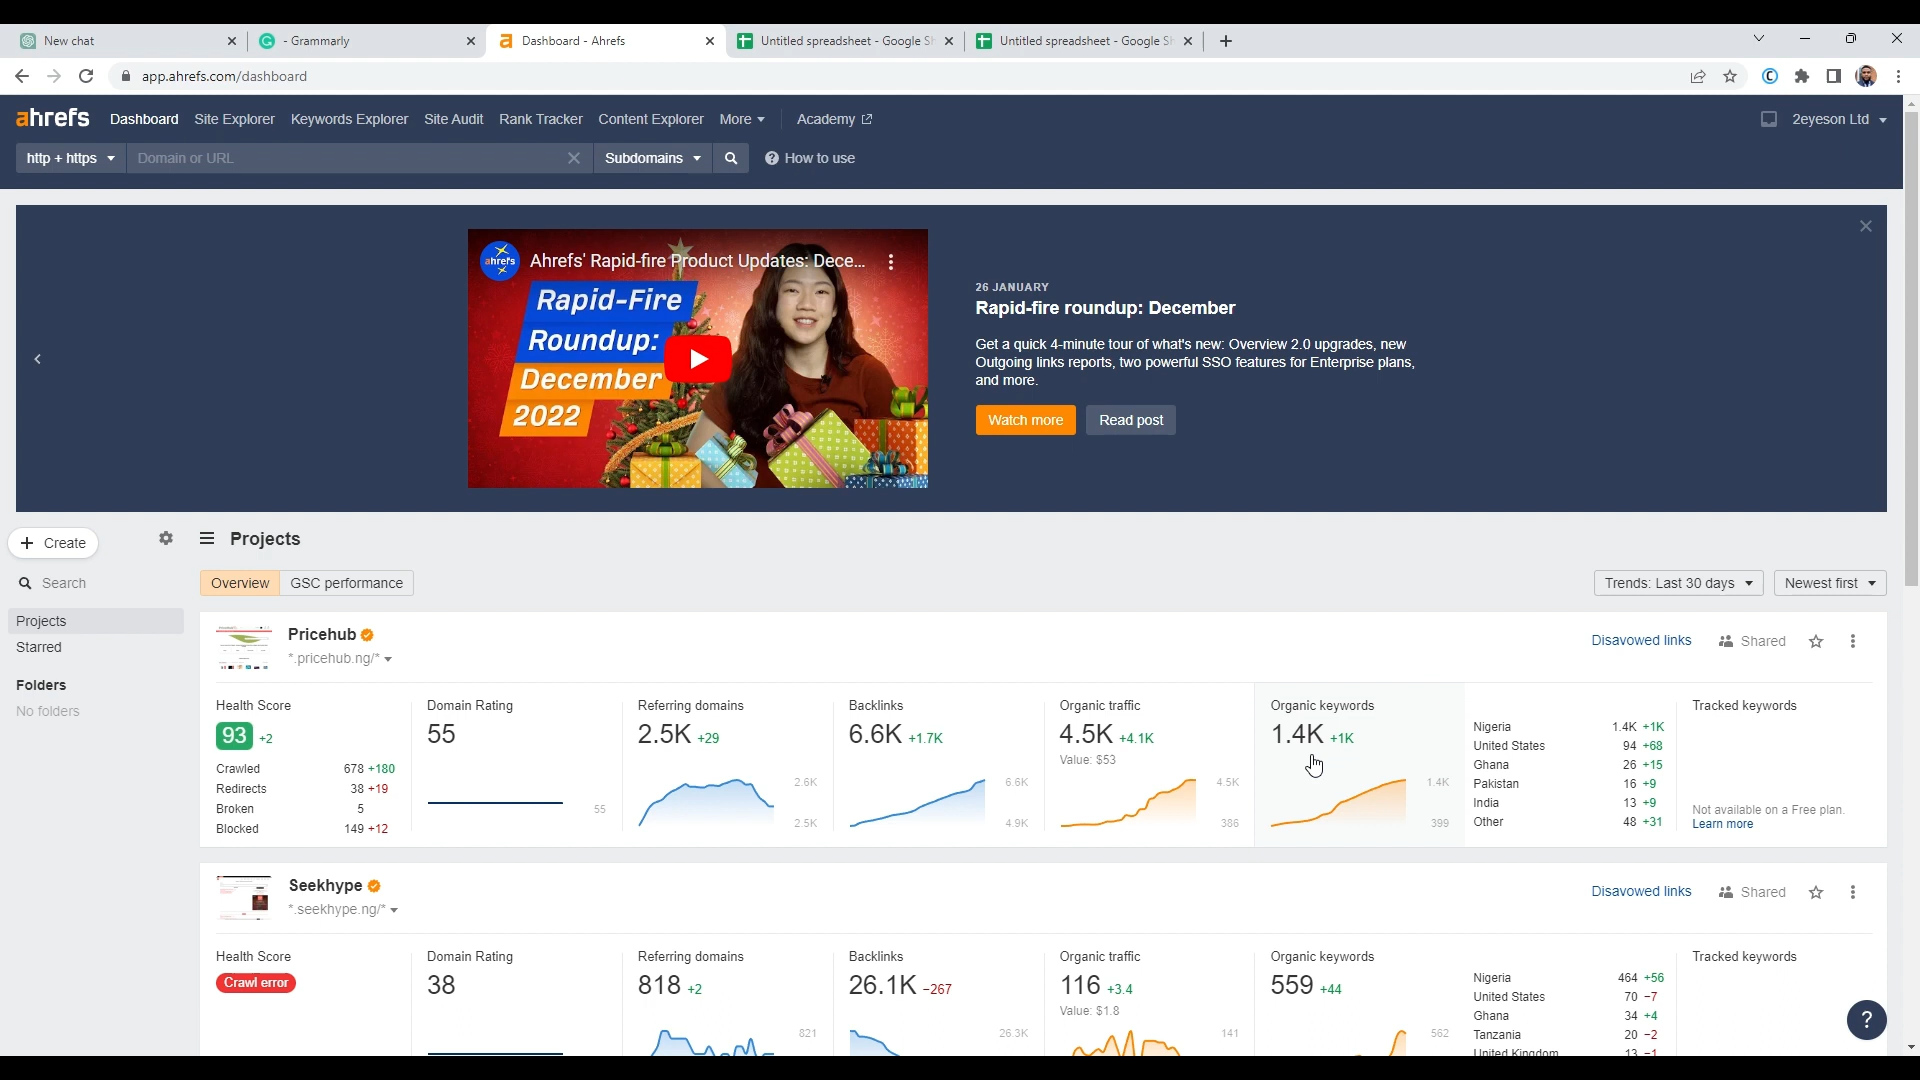 New chat
- Grammarly
Dashboard - Ahrefs
Untitled spreadsheet - Google Sh
Untitled spreadsheet - Google Sh
app.ahrefs.com/dashboard
ahrefs Dashboard Site Explorer Keywords Explorer Site Audit Rank Tracker Content Explorer More Academy 2eyeson Ltd
http + https Domain or URL Subdomains How to use
ahrefs Ahrefs' Rapid-fire Product Updates: Dece...
Rapid-Fire
Roundup:
December
2022
26 JANUARY
Rapid-fire roundup: December
Get a quick 4-minute tour of what's new: Overview 2.0 upgrades, new
Outgoing links reports, two powerful SSO features for Enterprise plans,
and more.
Watch more Read post
+ Create
Search
Projects
Starred
Folders
No folders
Projects
Overview GSC performance Trends: Last 30 days Newest first
Pricehub
*.pricehub.ng/*
Disavowed links Shared
Health Score
93 +2
Crawled 678 +180
Redirects 38 +19
Broken 5
Blocked 149 +12
Domain Rating
55
55
Referring domains
2.5K +29
2.6K
2.5K
Backlinks
6.6K +1.7K
6.6K
4.9K
Organic traffic
4.5K +4.1K
Value: $53
4.5K
386
Organic keywords
1.4K +1K
1.4K
399
Nigeria 1.4K +1K
United States 94 +68
Ghana 26 +15
Pakistan 16 +9
India 13 +9
Other 48 +31
Tracked keywords
Not available on a Free plan.
Learn more
Seekhype
*.seekhype.ng/*
Disavowed links Shared
Health Score
Crawl error
Domain Rating
38
Referring domains
818 +2
821
Backlinks
26.1K -267
26.3K
Organic traffic
116 +3.4
Value: $1.8
141
Organic keywords
559 +44
562
Nigeria 464 +56
United States 70 -7
Ghana 34 +4
Tanzania 20 -2
United Kingdom 13 -1
Tracked keywords
?